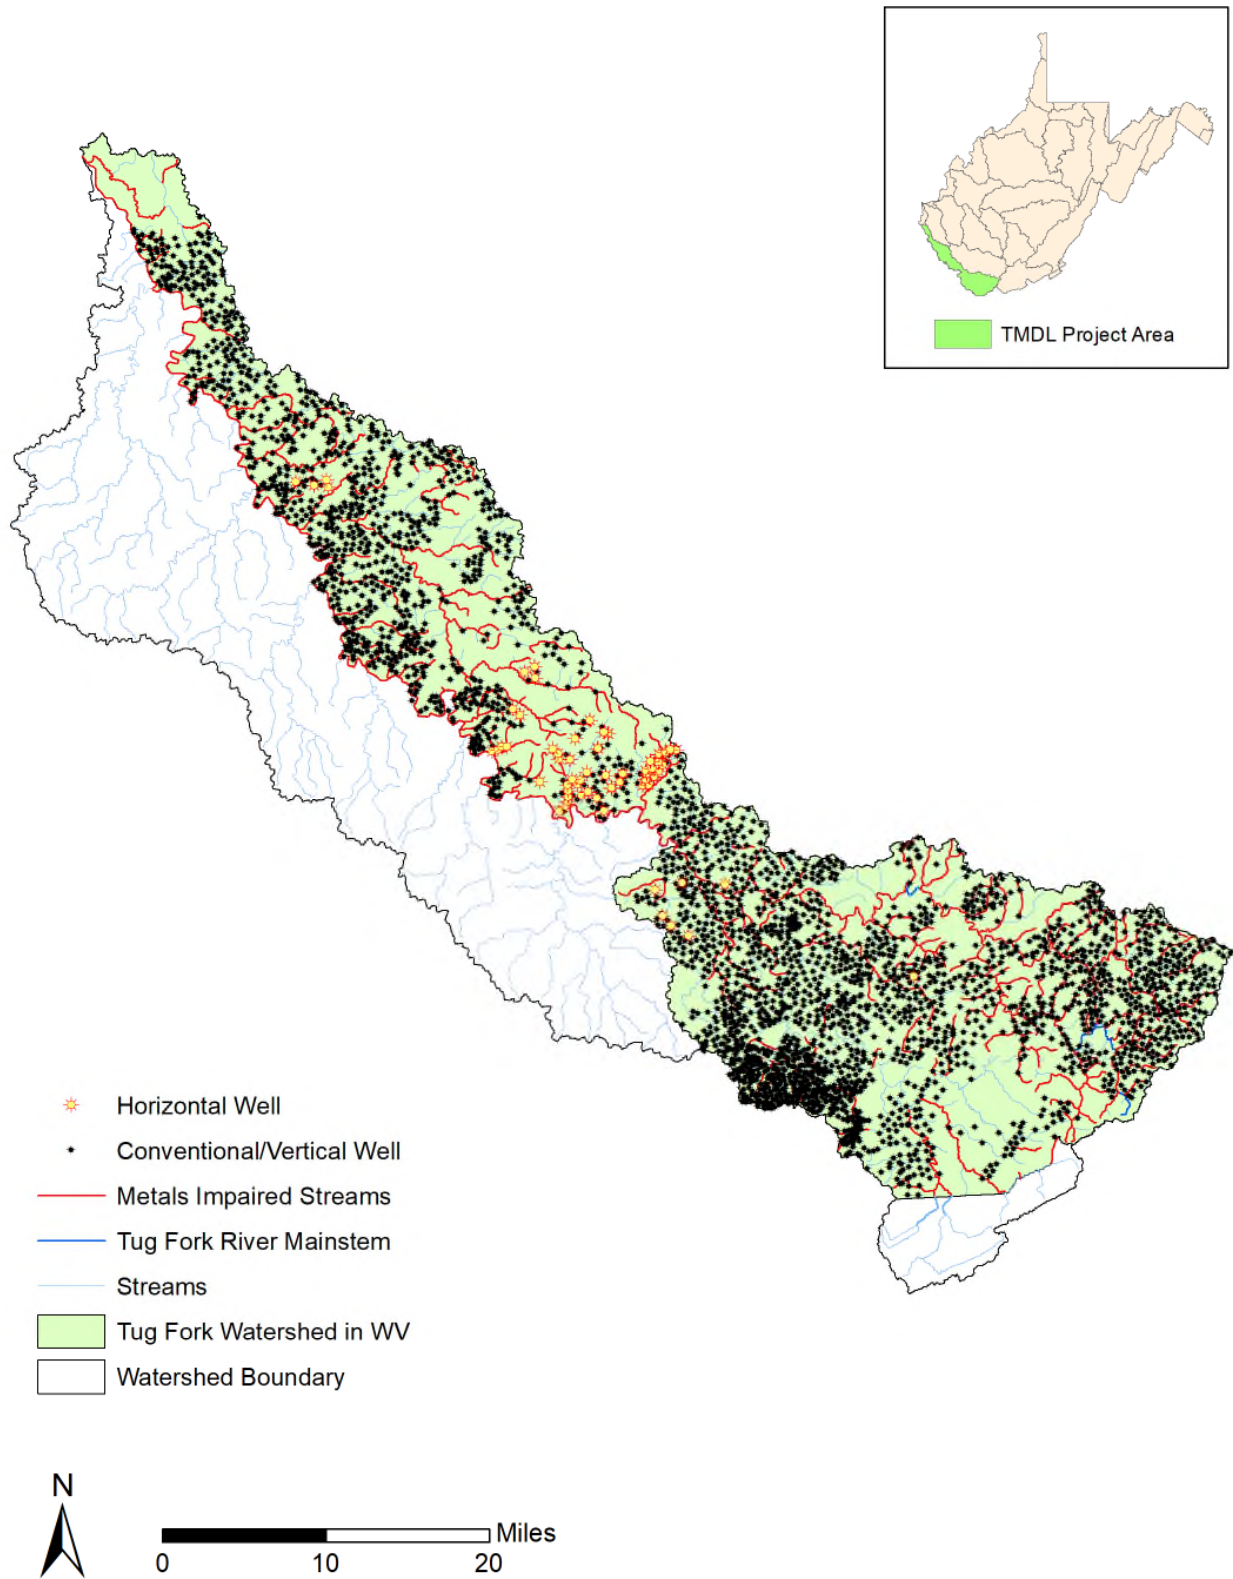 TMDL Project Area
Horizontal Well
Conventional/Vertical Well
Metals Impaired Streams
Tug Fork River Mainstem
Streams
Tug Fork Watershed in WV
Watershed Boundary
N
Miles
0 10 20